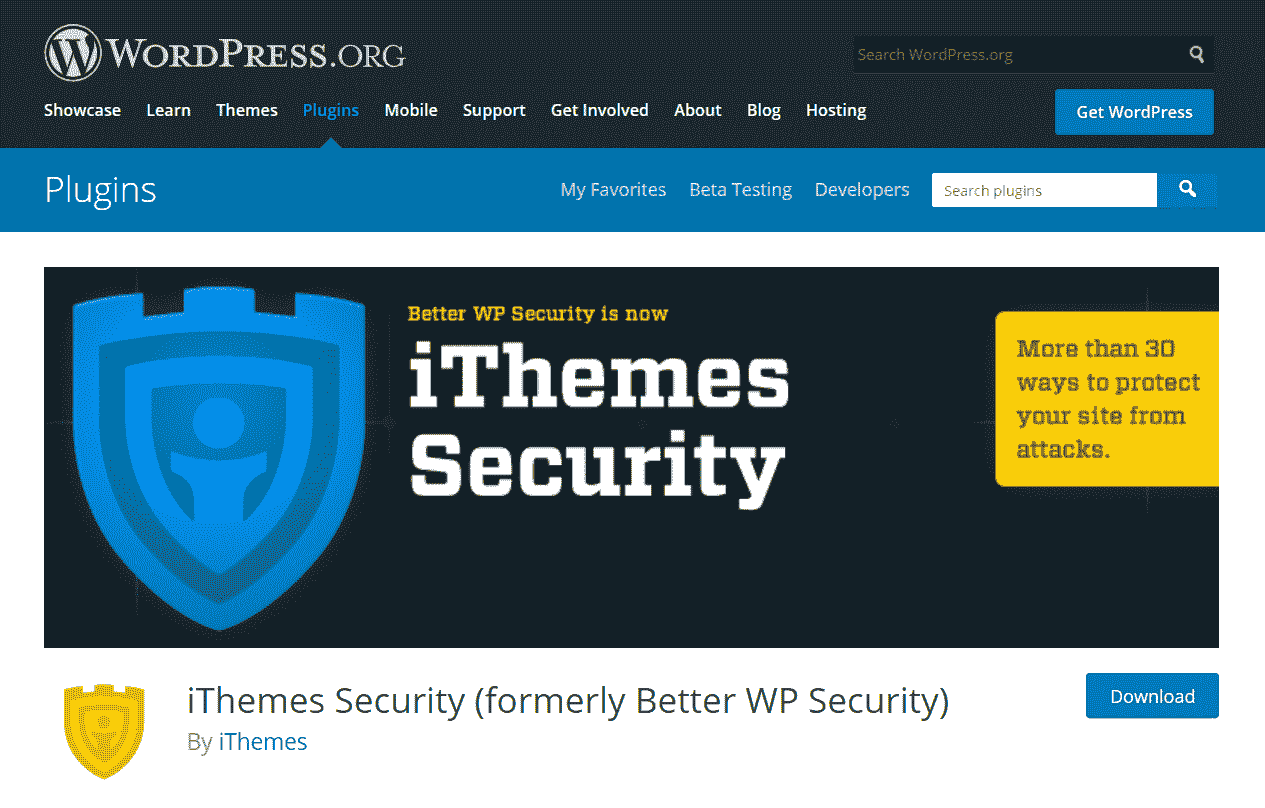 WORDPRESS.ORG
Search WordPress.org
Showcase Learn Themes Plugins Mobile Support Get Involved About Blog Hosting
Get WordPress
Plugins
My Favorites Beta Testing Developers
Search plugins
Better WP Security is now
iThemes
Security
More than 30
ways to protect
your site from
attacks.
iThemes Security (formerly Better WP Security)
By iThemes
Download